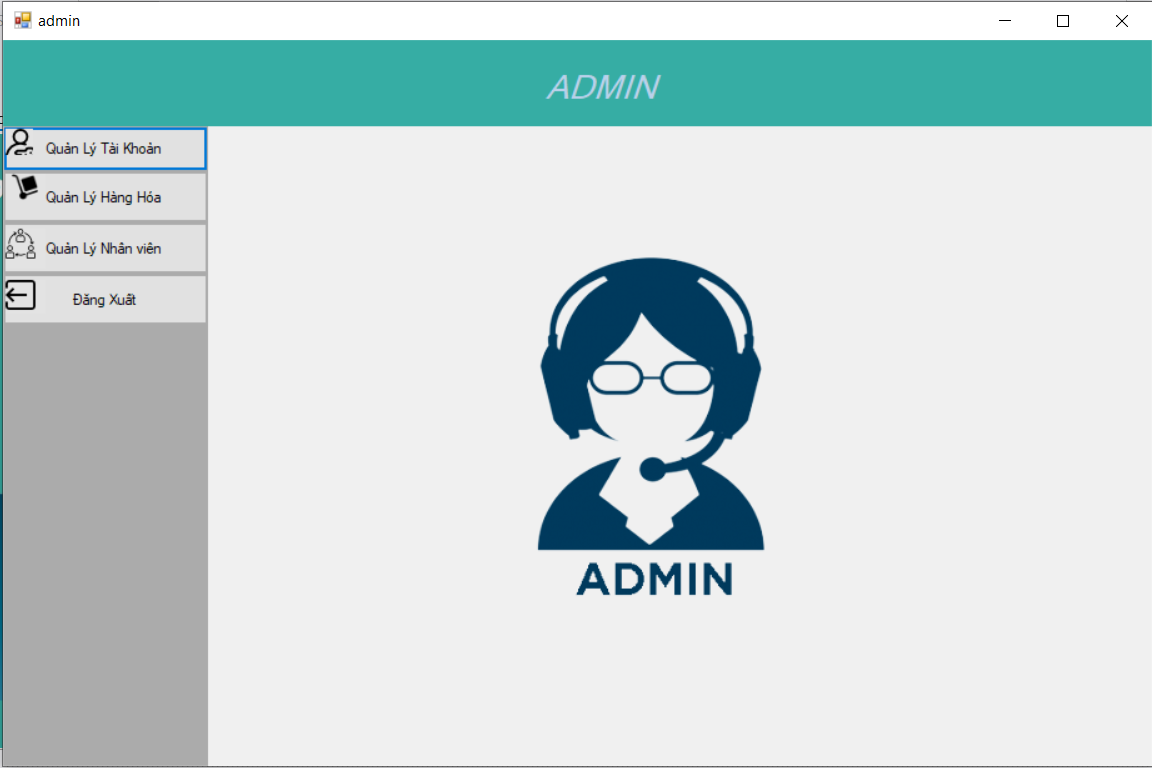 admin
ADMIN
Quản Lý Tài Khoản
Quản Lý Hàng Hóa
Quản Lý Nhân viên
Đăng Xuất
ADMIN